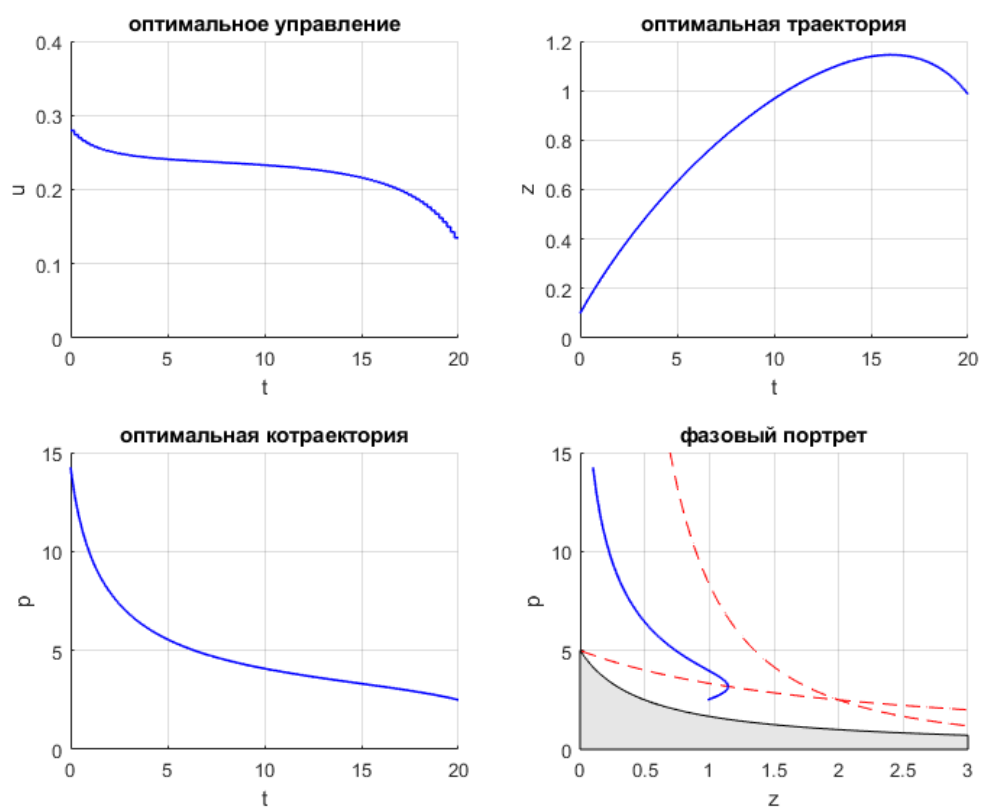 оптимальное управление
0.4
0.3
0.2
0.1
0
u
0 5 10 15 20
t
оптимальная траектория
1.2
1
0.8
0.6
0.4
0.2
0
z
0 5 10 15 20
t
оптимальная котраектория
15
10
5
0
p
0 5 10 15 20
t
фазовый портрет
15
10
5
0
p
0 0.5 1 1.5 2 2.5 3
z